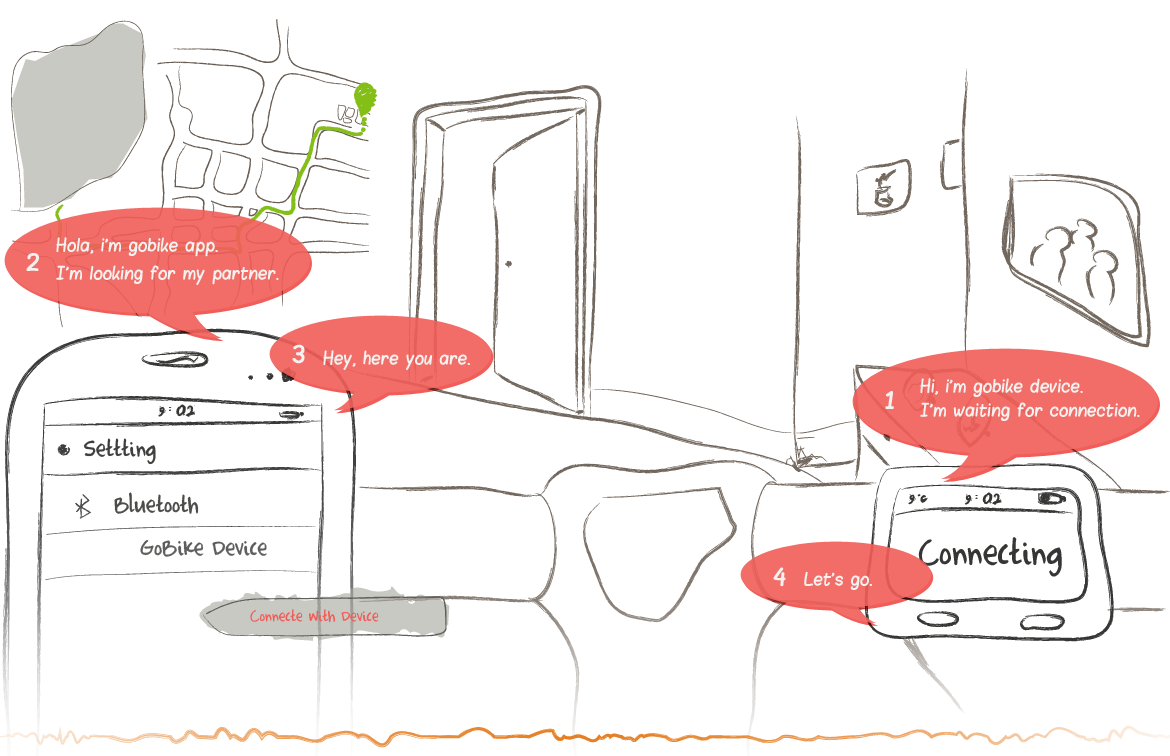 2
Hola, i'm gobike app.
I'm looking for my partner.
3
Hey, here you are.
9:02
Settting
Bluetooth
GoBike Device
Connecte With Device
1
Hi, i'm gobike device.
I'm waiting for connection.
9:02
Connecting
4
Let's go.